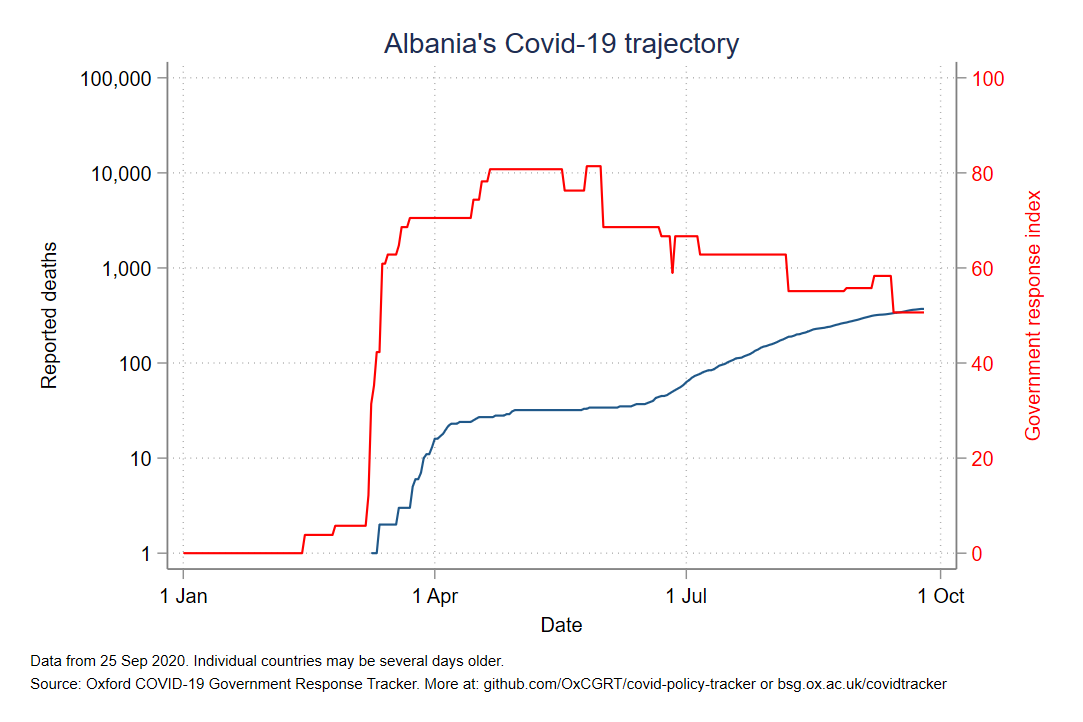 Albania's Covid-19 trajectory
100,000
10,000
1,000
100
10
1
Reported deaths
100
80
60
40
20
0
Government response index
1 Jan
1 Apr
1 Jul
1 Oct
Date
Data from 25 Sep 2020. Individual countries may be several days older.
Source: Oxford COVID-19 Government Response Tracker. More at: github.com/OxCGRT/covid-policy-tracker or bsg.ox.ac.uk/covidtracker